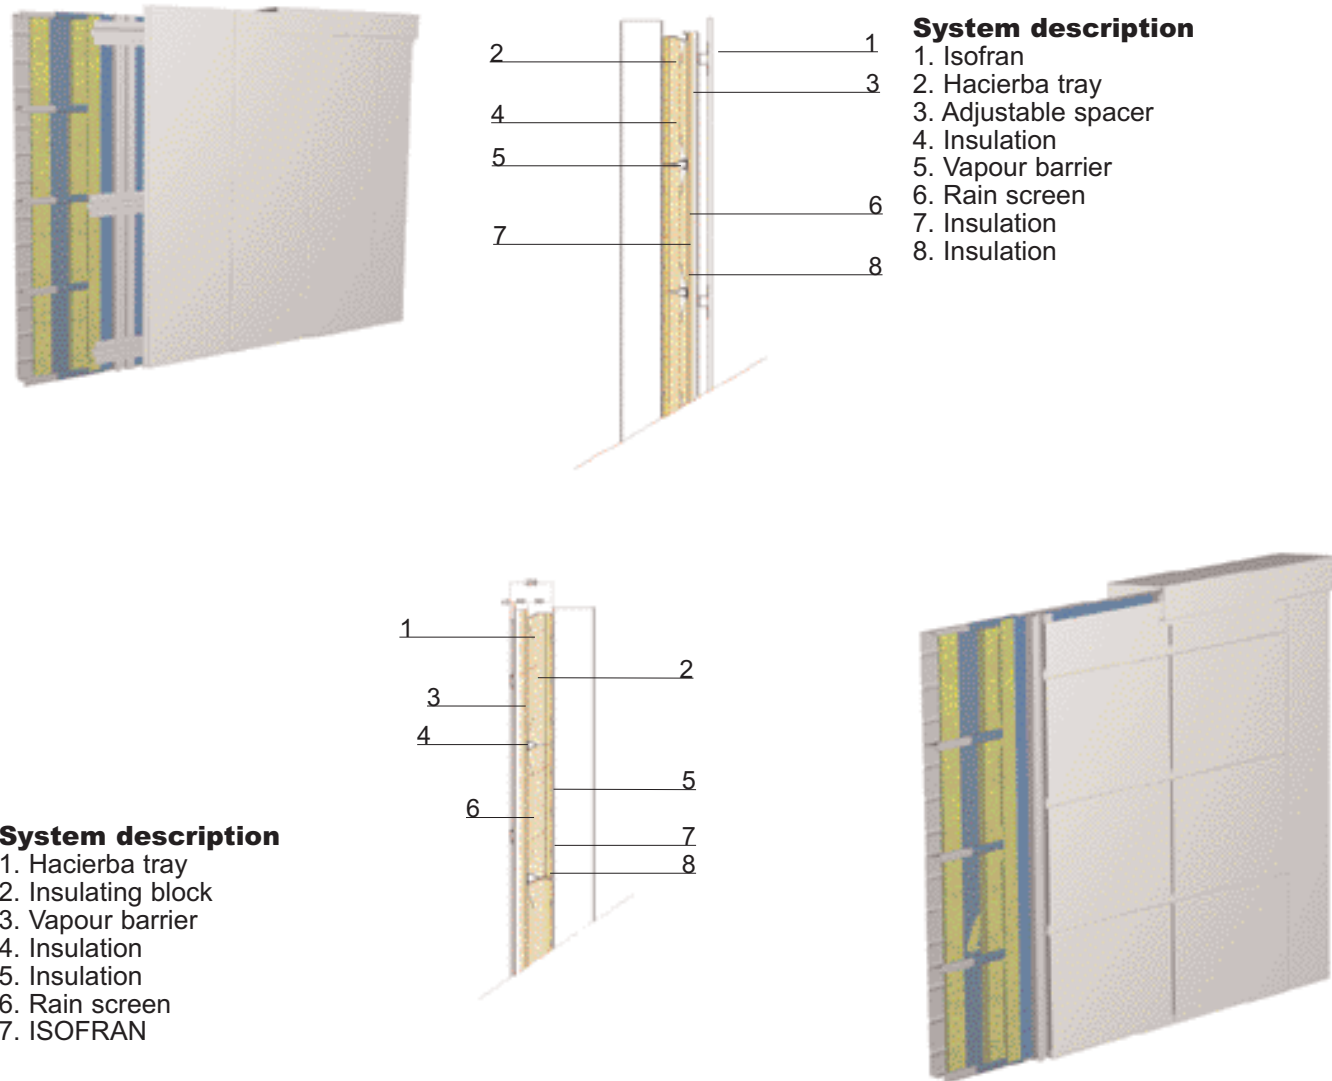 System description
1. Isofran
2. Hacierba tray
3. Adjustable spacer
4. Insulation
5. Vapour barrier
6. Rain screen
7. Insulation
8. Insulation
2
1
3
4
5
6
7
8
1
2
3
4
5
6
7
8
System description
1. Hacierba tray
2. Insulating block
3. Vapour barrier
4. Insulation
5. Insulation
6. Rain screen
7. ISOFRAN